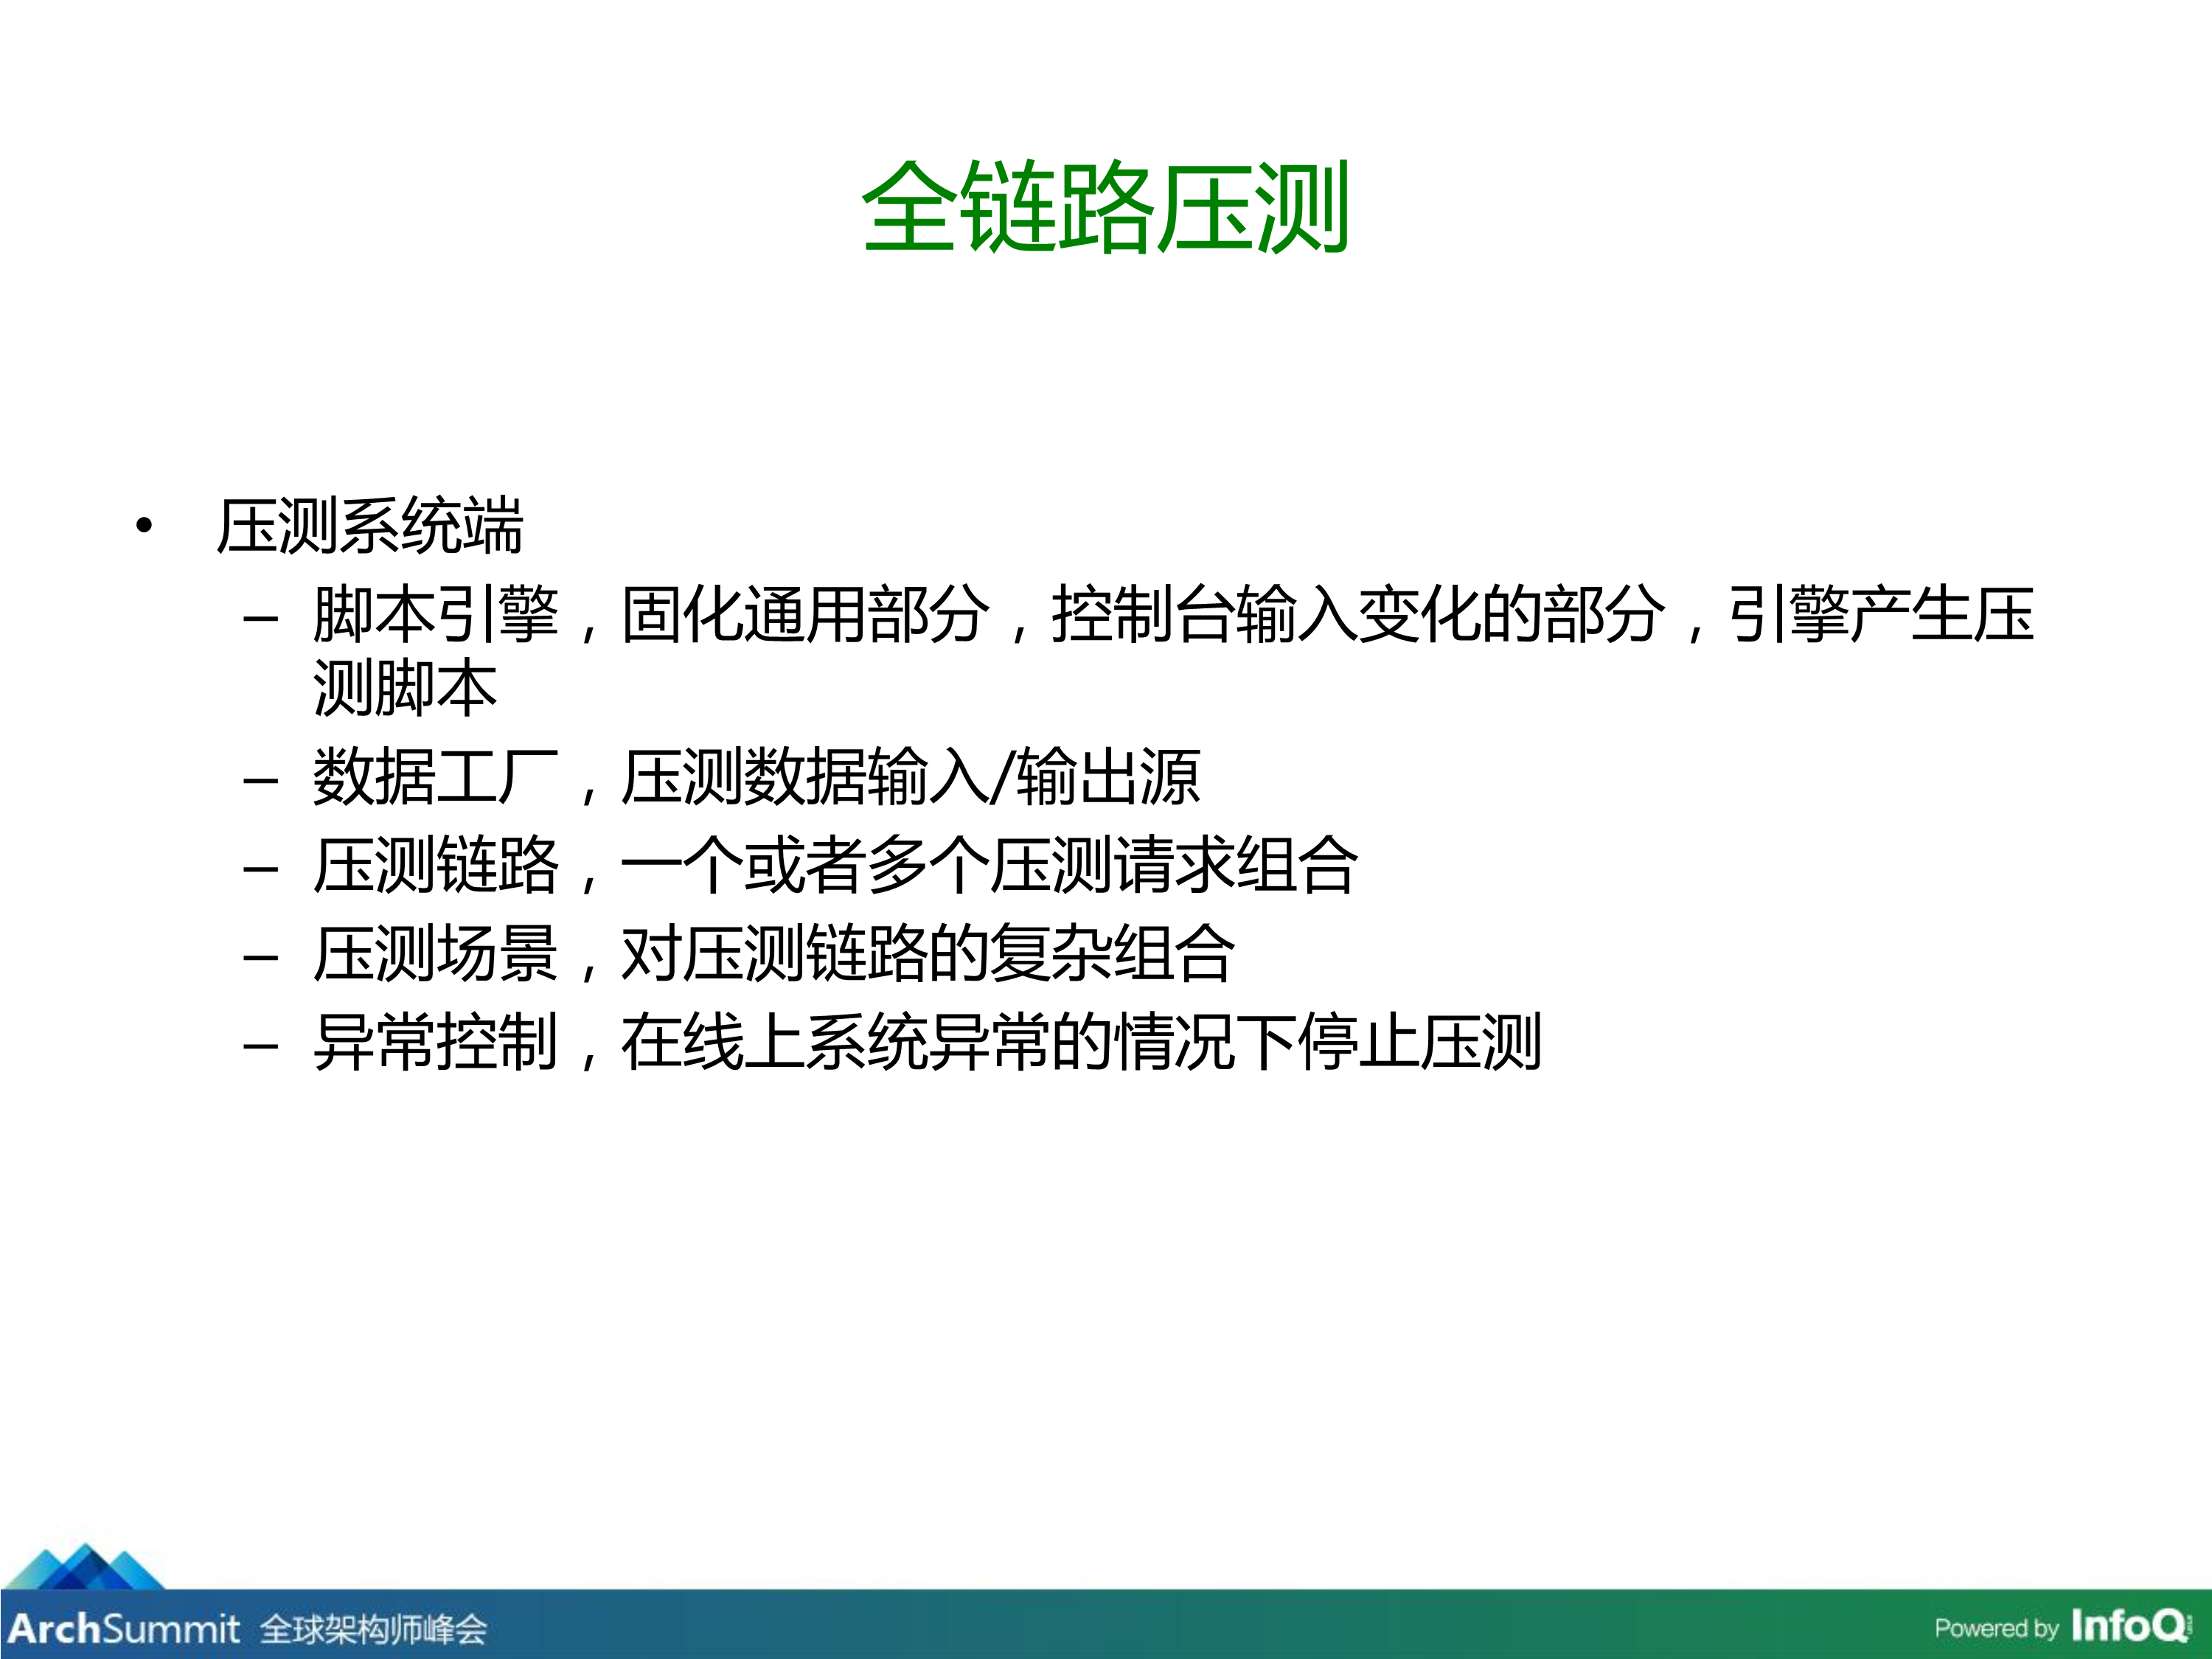 全链路压测
• 压测系统端
– 脚本引擎，固化通用部分，控制台输入变化的部分，引擎产生压
测脚本
– 数据工厂，压测数据输入/输出源
– 压测链路，一个或者多个压测请求组合
– 压测场景，对压测链路的复杂组合
– 异常控制，在线上系统异常的情况下停止压测
ArchSummit 全球架构师峰会
Powered by InfoQ